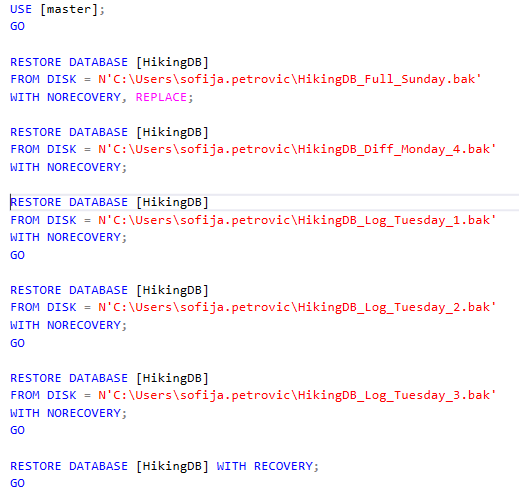 USE [master];
GO
RESTORE DATABASE [HikingDB]
FROM DISK = N'C:\Users\sofija.petrovic\HikingDB_Full_Sunday.bak'
WITH NORECOVERY, REPLACE;
RESTORE DATABASE [HikingDB]
FROM DISK = N'C:\Users\sofija.petrovic\HikingDB_Diff_Monday_4.bak'
WITH NORECOVERY;
RESTORE DATABASE [HikingDB]
FROM DISK = N'C:\Users\sofija.petrovic\HikingDB_Log_Tuesday_1.bak'
WITH NORECOVERY;
GO
RESTORE DATABASE [HikingDB]
FROM DISK = N'C:\Users\sofija.petrovic\HikingDB_Log_Tuesday_2.bak'
WITH NORECOVERY;
GO
RESTORE DATABASE [HikingDB]
FROM DISK = N'C:\Users\sofija.petrovic\HikingDB_Log_Tuesday_3.bak'
WITH NORECOVERY;
GO
RESTORE DATABASE [HikingDB] WITH RECOVERY;
GO